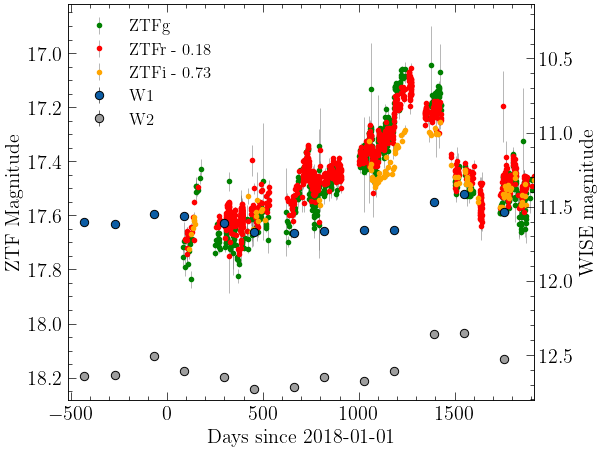 ZTFg
ZTFr - 0.18
ZTFi - 0.73
W1
W2
17.0
17.2
17.4
17.6
17.8
18.0
18.2
ZTF Magnitude
10.5
11.0
11.5
12.0
12.5
WISE magnitude
-500 0 500 1000 1500
Days since 2018-01-01